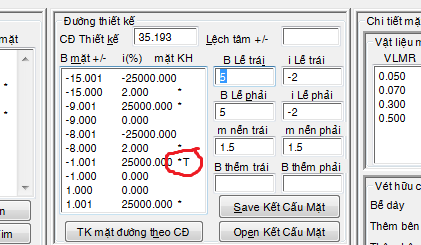 Đường thiết kế
Chi tiết mặ
mặt
CĐ Thiết kế 35.193 Lệch tâm +/-
Vật liệu m
B mặt +/- i(%) mặt KH
B Lề trái i Lề trái
VLMR
-15.001 -25000.000
5 -2
0.050
-15.000 2.000 *
0.070
-9.001 25000.000 *
B Lề phải i Lề phải
0.300
-9.000 0.000
5 -2
0.500
-8.001 -25000.000
-8.000 2.000 *
m nền trái m nền phải
-1.001 25000.000 *T
1.5 1.5
-1.000 0.000
B thêm trái B thêm phải
1.000 0.000
Vét hữu c
1.001 25000.000 *
Bề dày
Save Kết Cấu Mặt
Thêm bên
TK mặt đường theo CĐ
Open Kết Cấu Mặt
Thêm bên